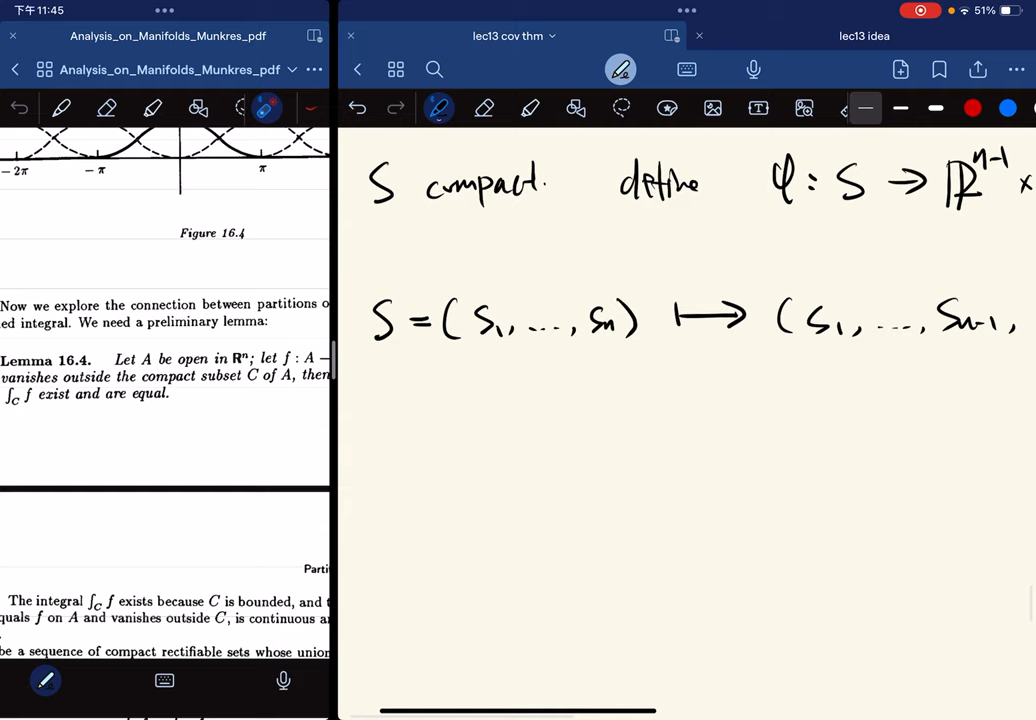 下午11:45
51%
Analysis_on_Manifolds_Munkres_pdf
lec13 cov thm
lec13 idea
Analysis_on_Manifolds_Munkres_pdf
− 2π
− π
π
Figure 16.4
Now we explore the connection between partitions o
ed integral. We need a preliminary lemma:
Lemma 16.4. Let A be open in Rⁿ; let f : A −
vanishes outside the compact subset C of A, then
∫_C f exist and are equal.
Parti
The integral ∫_C f exists because C is bounded, and t
quals f on A and vanishes outside C, is continuous a
be a sequence of compact rectifiable sets whose union
S compact. define φ : S → ℝⁿ⁻¹ ×
S = (s₁, ..., sₙ) ↦ (s₁, ..., sₙ₋₁,